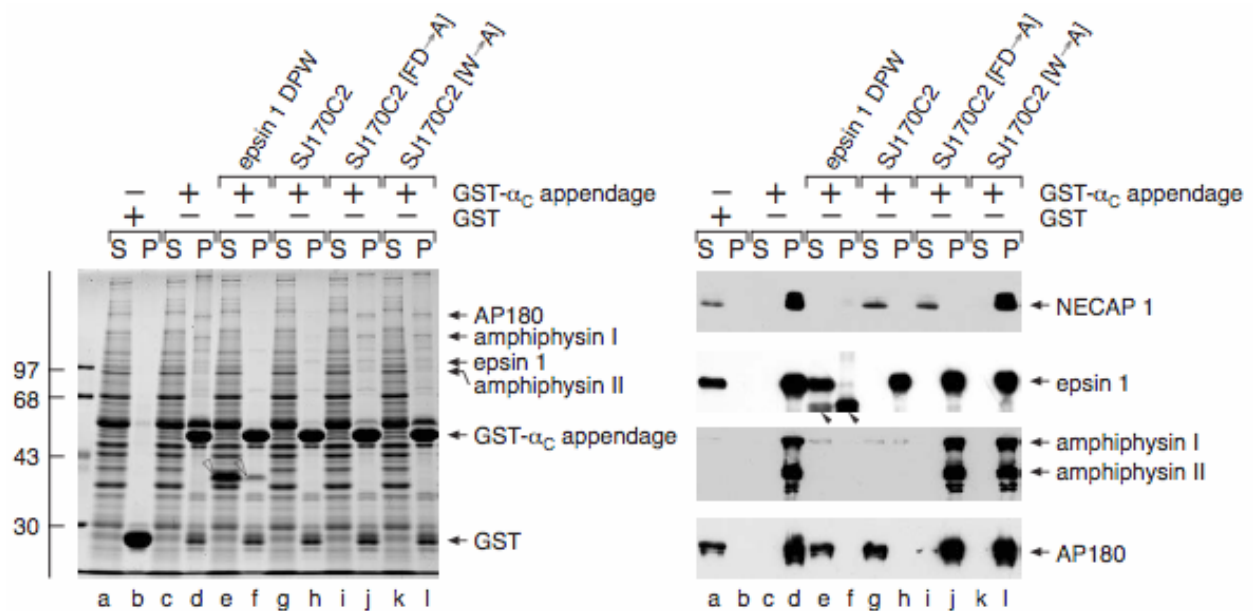 epsin 1 DPW
SJ170C2
SJ170C2 [FD→A]
SJ170C2 [W→A]
− + + + + + GST-αC appendage
+ − − − − − GST
S P S P S P S P S P S P
AP180
amphiphysin I
epsin 1
97
amphiphysin II
68
GST-αC appendage
43
30
GST
a b c d e f g h i j k l
epsin 1 DPW
SJ170C2
SJ170C2 [FD→A]
SJ170C2 [W→A]
− + + + + + GST-αC appendage
+ − − − − − GST
S P S P S P S P S P S P
NECAP 1
epsin 1
amphiphysin I
amphiphysin II
AP180
a b c d e f g h i j k l